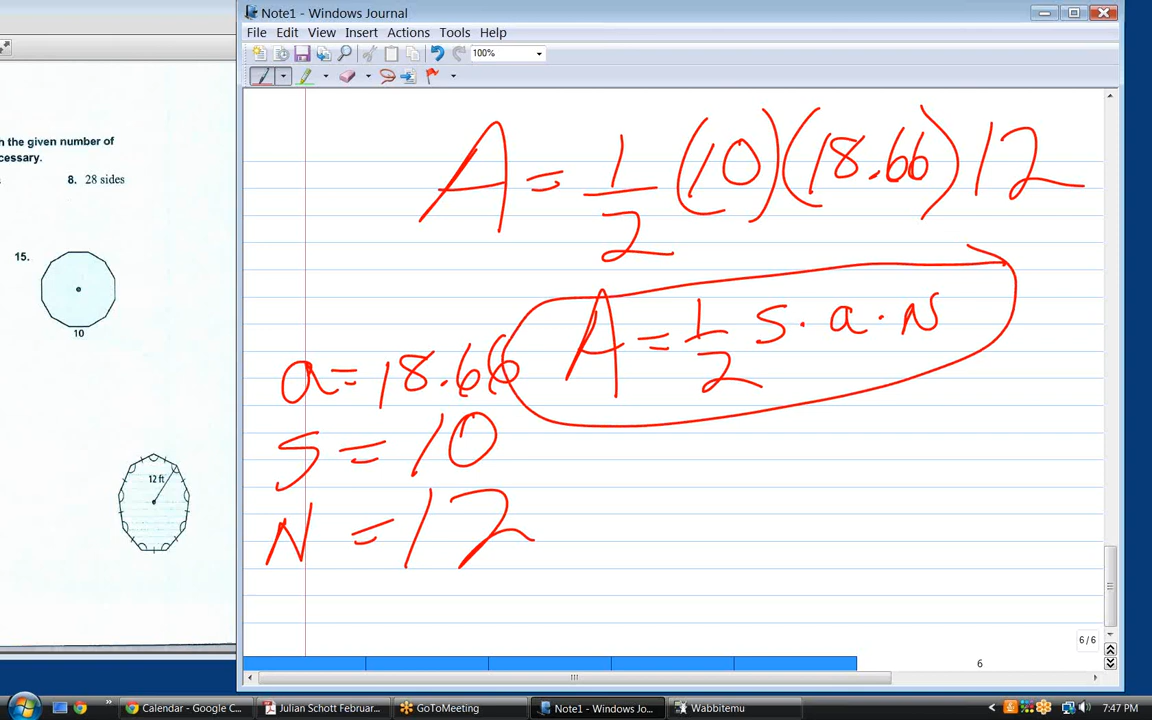 Note1 - Windows Journal
File Edit View Insert Actions Tools Help
100%
h the given number of
cessary.
8. 28 sides
15.
10
12 ft
A = 1/2 (10)(18.66)12
A = 1/2 s · a · N
a = 18.66
s = 10
N = 12
6/6
6
Calendar - Google C...
Julian Schott Februar...
GoToMeeting
Windows Journal - Note1 - Windows Jo...
Wabbitemu
7:47 PM